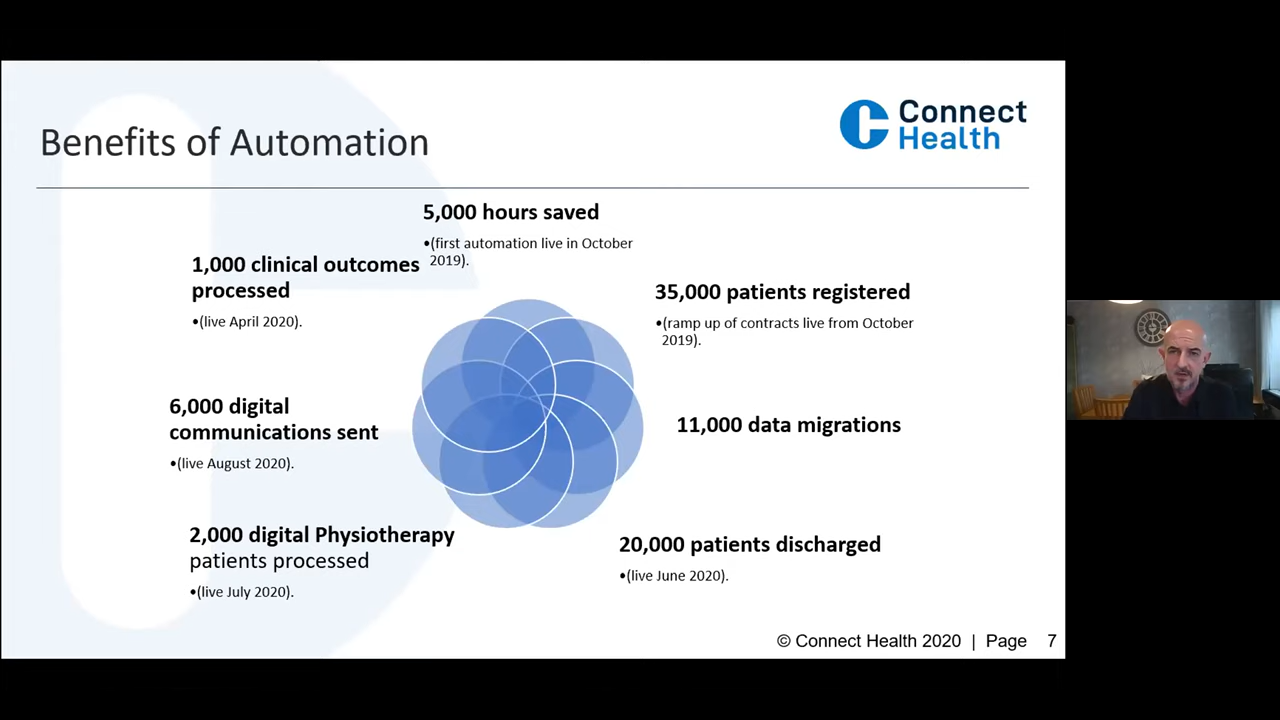 Benefits of Automation
Connect
Health
5,000 hours saved
•(first automation live in October
2019).
1,000 clinical outcomes
processed
•(live April 2020).
35,000 patients registered
•(ramp up of contracts live from October
2019).
6,000 digital
communications sent
•(live August 2020).
11,000 data migrations
2,000 digital Physiotherapy
patients processed
•(live July 2020).
20,000 patients discharged
•(live June 2020).
© Connect Health 2020 | Page 7